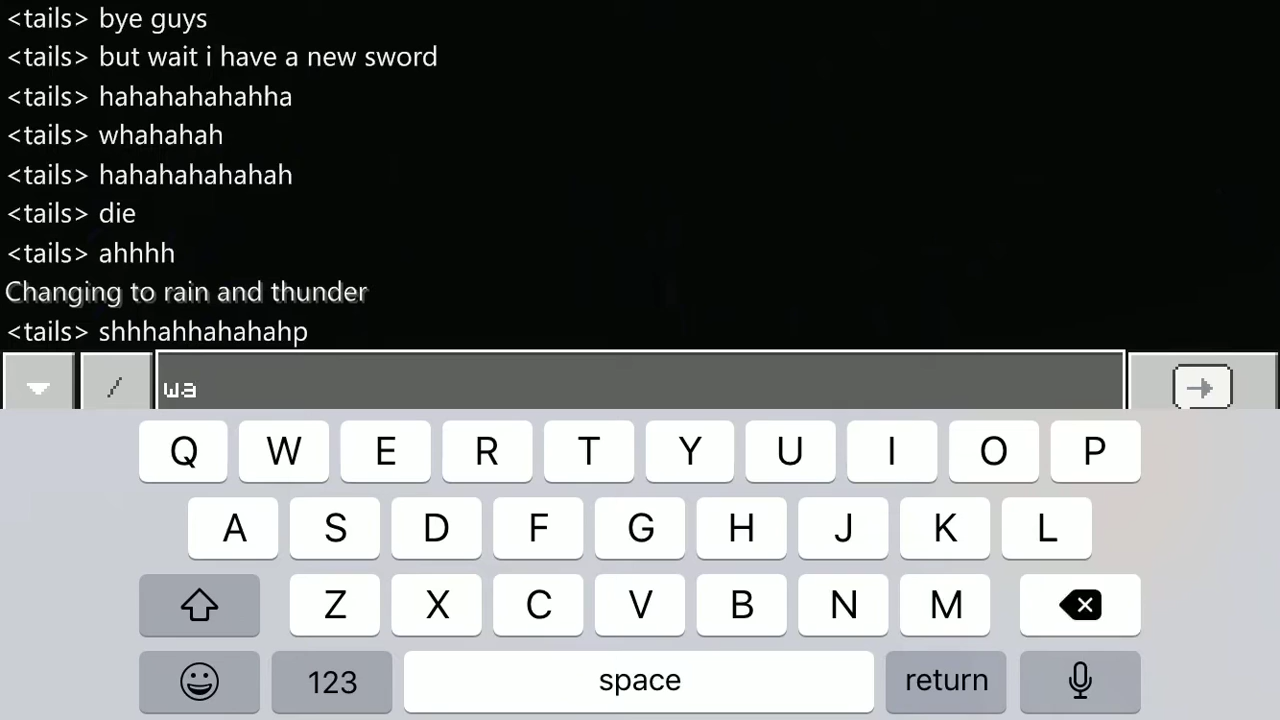 <tails> bye guys
<tails> but wait i have a new sword
<tails> hahahahahahha
<tails> whahahah
<tails> hahahahahahah
<tails> die
<tails> ahhhh
Changing to rain and thunder
<tails> shhhahhahahahp
/ wa
Q W E R T Y U I O P
A S D F G H J K L
Z X C V B N M
123 space return